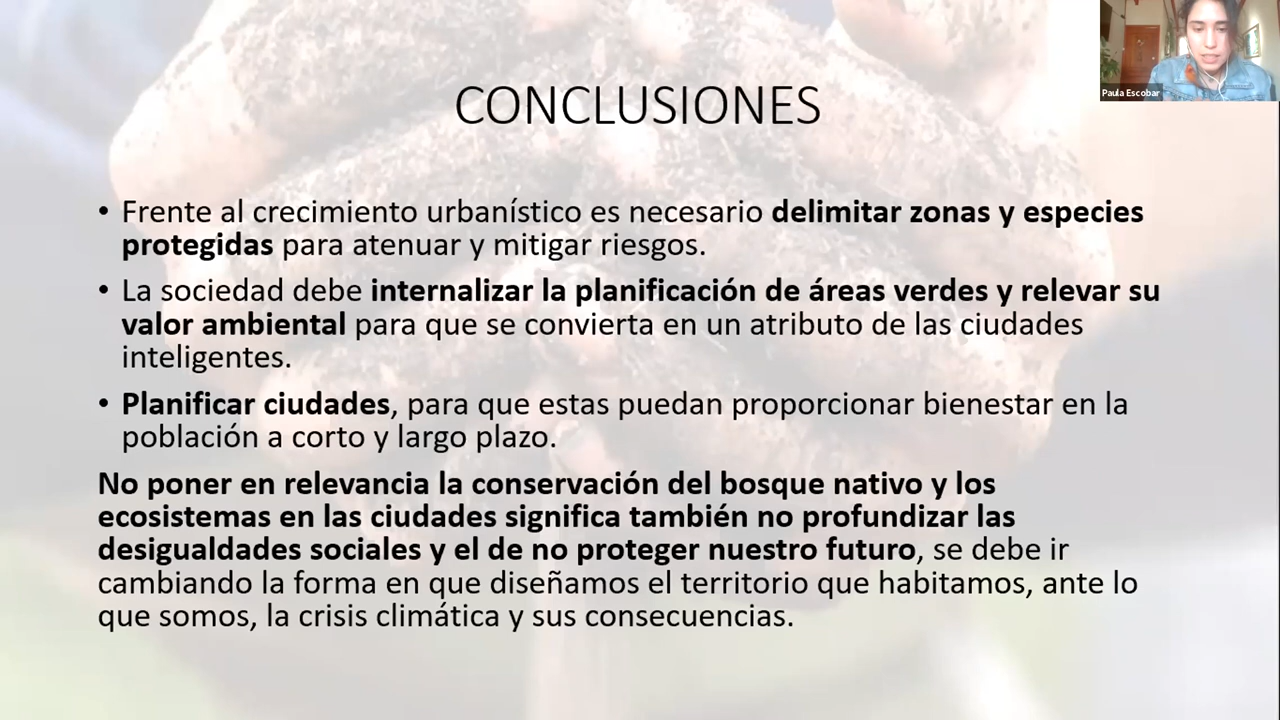 Paula Escobar
CONCLUSIONES
• Frente al crecimiento urbanístico es necesario delimitar zonas y especies
protegidas para atenuar y mitigar riesgos.
• La sociedad debe internalizar la planificación de áreas verdes y relevar su
valor ambiental para que se convierta en un atributo de las ciudades
inteligentes.
• Planificar ciudades, para que estas puedan proporcionar bienestar en la
población a corto y largo plazo.
No poner en relevancia la conservación del bosque nativo y los
ecosistemas en las ciudades significa también no profundizar las
desigualdades sociales y el de no proteger nuestro futuro, se debe ir
cambiando la forma en que diseñamos el territorio que habitamos, ante lo
que somos, la crisis climática y sus consecuencias.